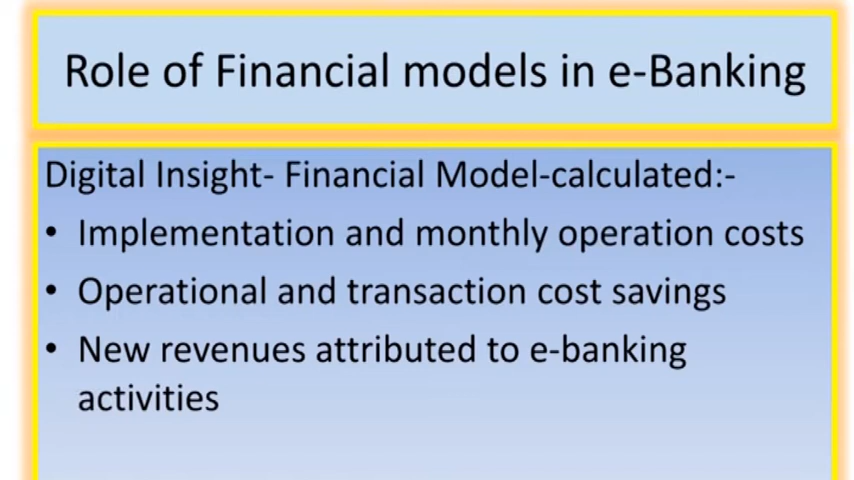 Role of Financial models in e-Banking
Digital Insight- Financial Model-calculated:-
• Implementation and monthly operation costs
• Operational and transaction cost savings
• New revenues attributed to e-banking
activities